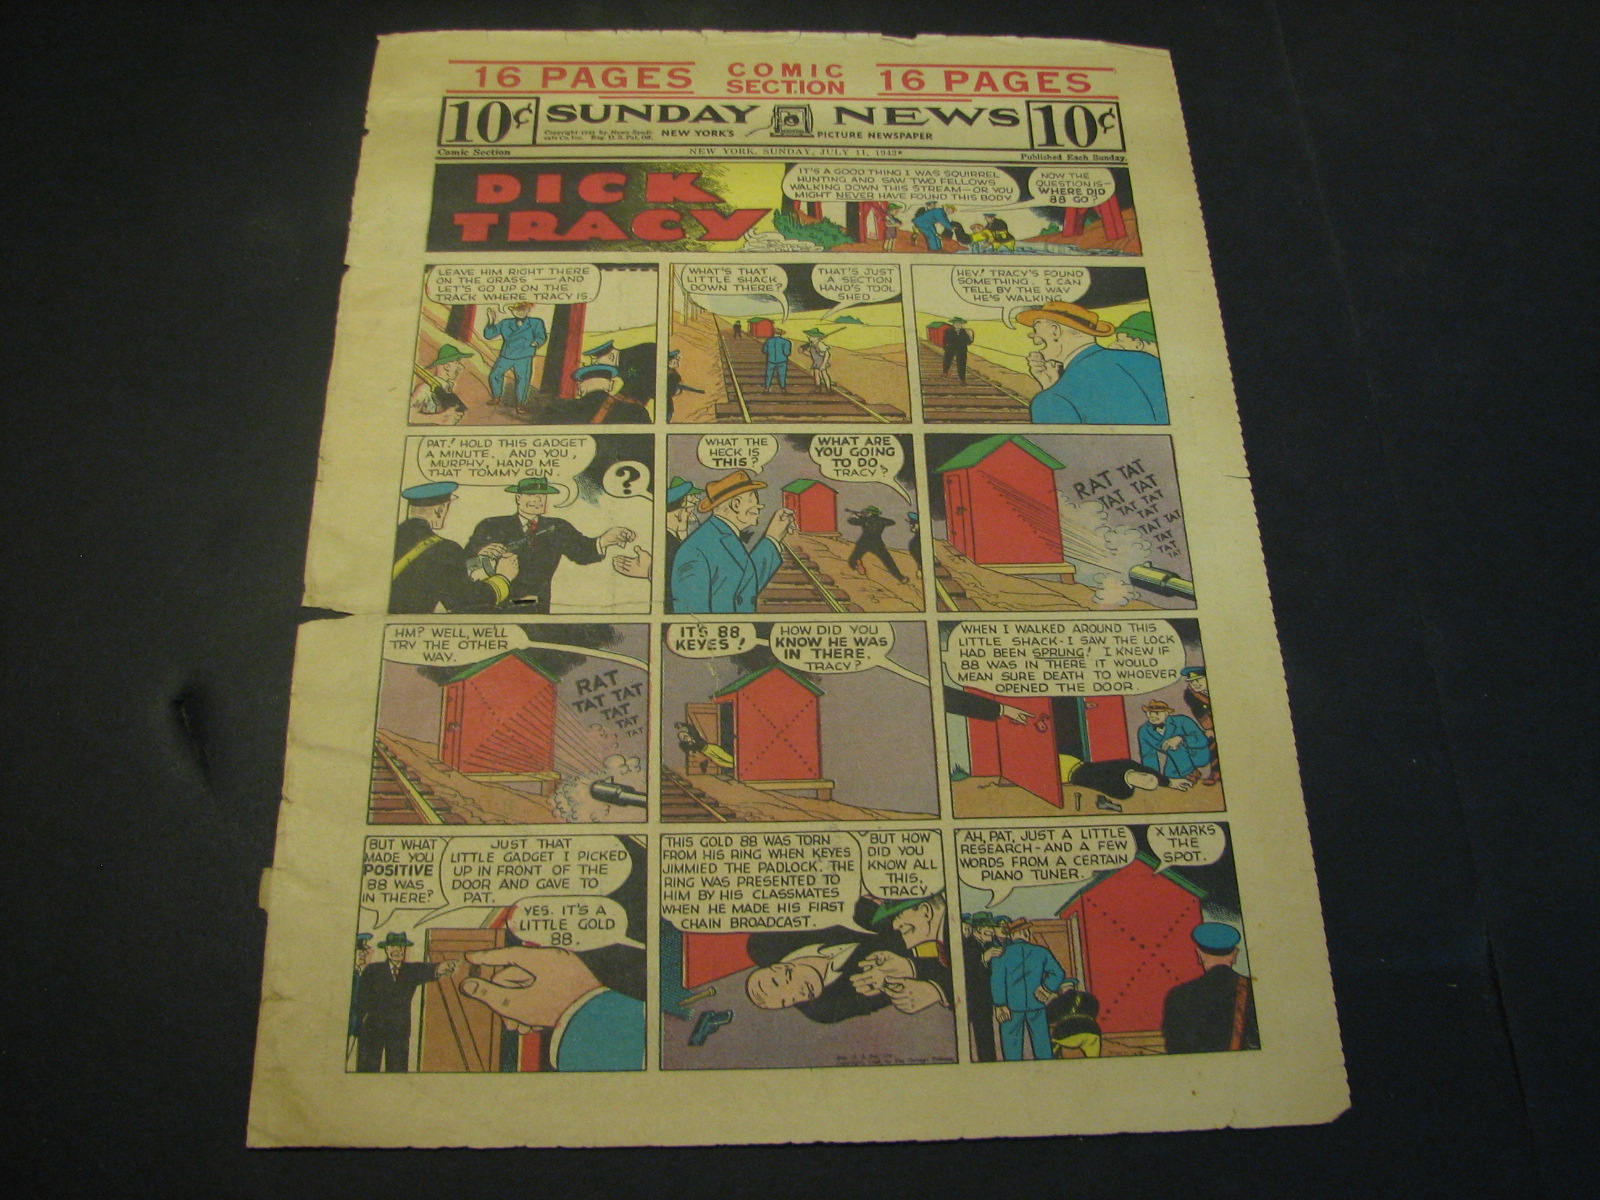 16 PAGES COMIC SECTION 16 PAGES
10¢ SUNDAY NEWS 10¢
NEW YORK'S PICTURE NEWSPAPER
Comic Section
NEW YORK, SUNDAY, JULY 11, 1943*
Published Each Sunday.
DICK
TRACY
IT'S A GOOD THING I WAS SQUIRREL
HUNTING AND SAW TWO FELLOWS
WALKING DOWN THIS STREAM—OR YOU
MIGHT NEVER HAVE FOUND THIS BODY.
NOW THE
QUESTION IS—
WHERE DID
88 GO?
LEAVE HIM RIGHT THERE
ON THE GRASS — AND
LET'S GO UP ON THE
TRACK WHERE TRACY IS.
WHAT'S THAT
LITTLE SHACK
DOWN THERE?
THAT'S JUST
A SECTION
HAND'S TOOL
SHED.
HEY! TRACY'S FOUND
SOMETHING. I CAN
TELL BY THE WAY
HE'S WALKING.
PAT! HOLD THIS GADGET
A MINUTE. AND YOU,
MURPHY, HAND ME
THAT TOMMY GUN.
?
WHAT THE
HECK IS
THIS?
WHAT ARE
YOU GOING
TO DO,
TRACY?
RAT TAT
TAT TAT
TAT TAT
TAT
TAT TAT
TAT
TAT
TAT
HM? WELL, WE'LL
TRY THE OTHER
WAY.
RAT
TAT TAT
TAT
TAT
TAT
IT'S 88
KEYES!
HOW DID YOU
KNOW HE WAS
IN THERE,
TRACY?
WHEN I WALKED AROUND THIS
LITTLE SHACK-I SAW THE LOCK
HAD BEEN SPRUNG! I KNEW IF
88 WAS IN THERE IT WOULD
MEAN SURE DEATH TO WHOEVER
OPENED THE DOOR.
BUT WHAT
MADE YOU
POSITIVE
88 WAS
IN THERE?
JUST THAT
LITTLE GADGET I PICKED
UP IN FRONT OF THE
DOOR AND GAVE TO
PAT.
YES. IT'S A
LITTLE GOLD
88.
THIS GOLD 88 WAS TORN
FROM HIS RING WHEN KEYES
JIMMIED THE PADLOCK. THE
RING WAS PRESENTED TO
HIM BY HIS CLASSMATES
WHEN HE MADE HIS FIRST
CHAIN BROADCAST.
BUT HOW
DID YOU
KNOW ALL
THIS,
TRACY
AH, PAT, JUST A LITTLE
RESEARCH-AND A FEW
WORDS FROM A CERTAIN
PIANO TUNER.
X MARKS
THE
SPOT.